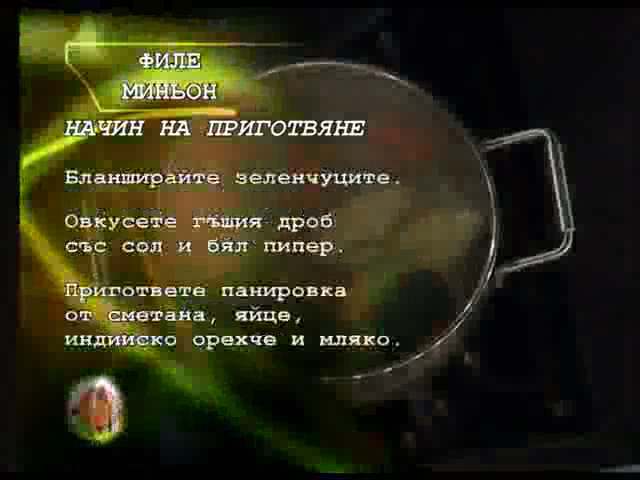 ФИЛЕ
МИНЬОН
НАЧИН НА ПРИГОТВЯНЕ
Бланширайте зеленчуците.
Овкусете гъшия дроб
със сол и бял пипер.
Пригответе панировка
от сметана, яйце,
индийско орехче и мляко.